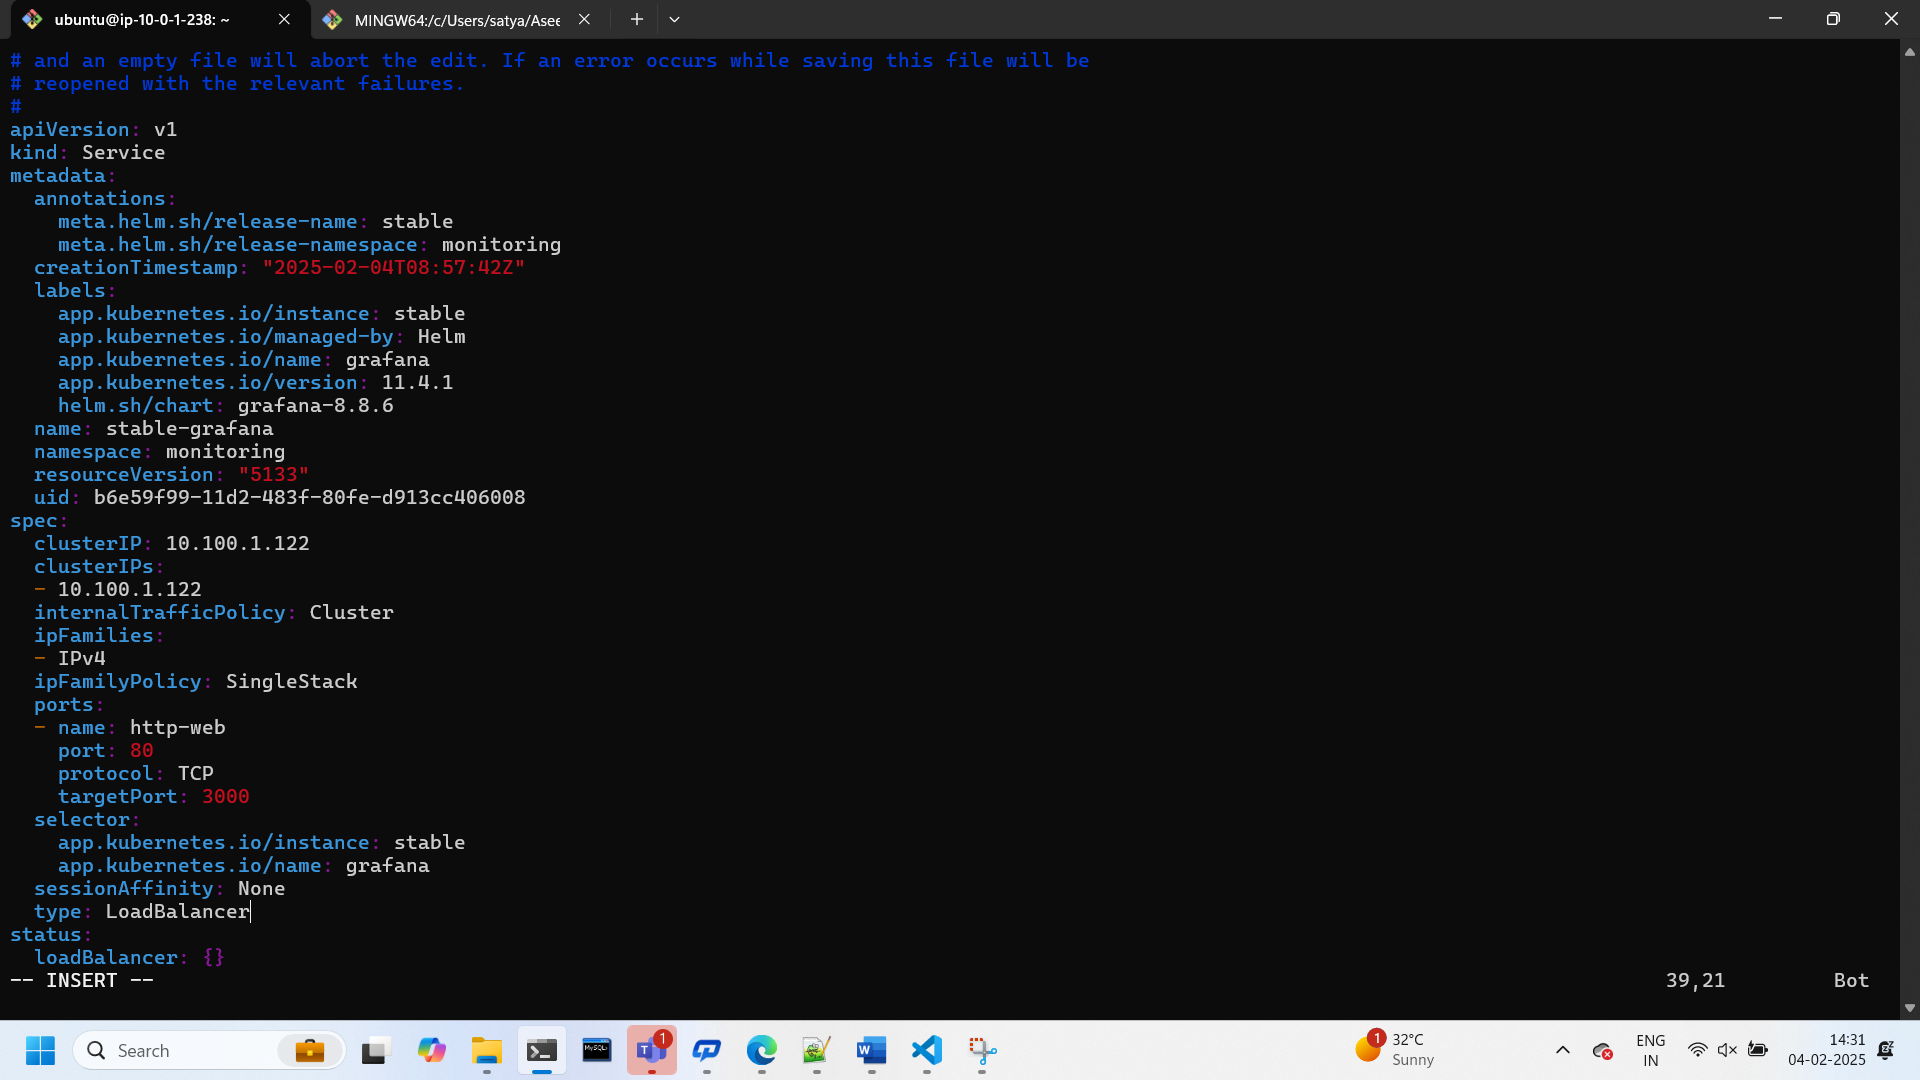 ubuntu@ip-10-0-1-238: ~
MINGW64:/c/Users/satya/Asee
# and an empty file will abort the edit. If an error occurs while saving this file will be
# reopened with the relevant failures.
#
apiVersion: v1
kind: Service
metadata:
  annotations:
    meta.helm.sh/release-name: stable
    meta.helm.sh/release-namespace: monitoring
  creationTimestamp: "2025-02-04T08:57:42Z"
  labels:
    app.kubernetes.io/instance: stable
    app.kubernetes.io/managed-by: Helm
    app.kubernetes.io/name: grafana
    app.kubernetes.io/version: 11.4.1
    helm.sh/chart: grafana-8.8.6
  name: stable-grafana
  namespace: monitoring
  resourceVersion: "5133"
  uid: b6e59f99-11d2-483f-80fe-d913cc406008
spec:
  clusterIP: 10.100.1.122
  clusterIPs:
  - 10.100.1.122
  internalTrafficPolicy: Cluster
  ipFamilies:
  - IPv4
  ipFamilyPolicy: SingleStack
  ports:
  - name: http-web
    port: 80
    protocol: TCP
    targetPort: 3000
  selector:
    app.kubernetes.io/instance: stable
    app.kubernetes.io/name: grafana
  sessionAffinity: None
  type: LoadBalancer
status:
  loadBalancer: {}
-- INSERT -- 39,21 Bot
Search
MySQL>
1
1
32°C
Sunny
ENG
IN
14:31
04-02-2025